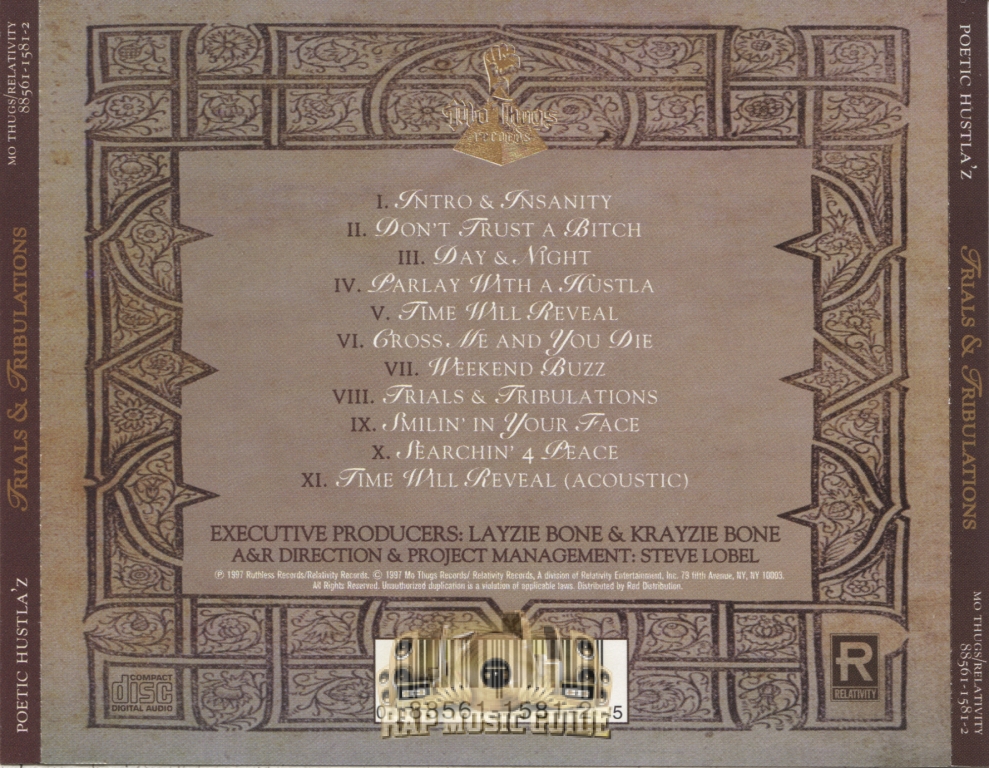 MO THUGS/RELATIVITY
88561-1581-2
TRIALS & TRIBULATIONS
POETIC HUSTLA'Z
Mo Thugs
records
I. INTRO & INSANITY
II. DON'T TRUST A BITCH
III. DAY & NIGHT
IV. PARLAY WITH A HUSTLA
V. TIME WILL REVEAL
VI. CROSS ME AND YOU DIE
VII. WEEKEND BUZZ
VIII. TRIALS & TRIBULATIONS
IX. SMILIN' IN YOUR FACE
X. SEARCHIN' 4 PEACE
XI. TIME WILL REVEAL (ACOUSTIC)
EXECUTIVE PRODUCERS: LAYZIE BONE & KRAYZIE BONE
A&R DIRECTION & PROJECT MANAGEMENT: STEVE LOBEL
℗ 1997 Ruthless Records/Relativity Records. © 1997 Mo Thugs Records/ Relativity Records, A division of Relativity Entertainment, Inc. 79 fifth Avenue, NY, NY 10003.
All Rights Reserved. Unauthorized duplication is a violation of applicable laws. Distributed by Red Distribution.
COMPACT
disc
DIGITAL AUDIO
RAP MUSIC GUIDE
R
RELATIVITY
POETIC HUSTLA'Z
TRIALS & TRIBULATIONS
MO THUGS/RELATIVITY
88561-1581-2